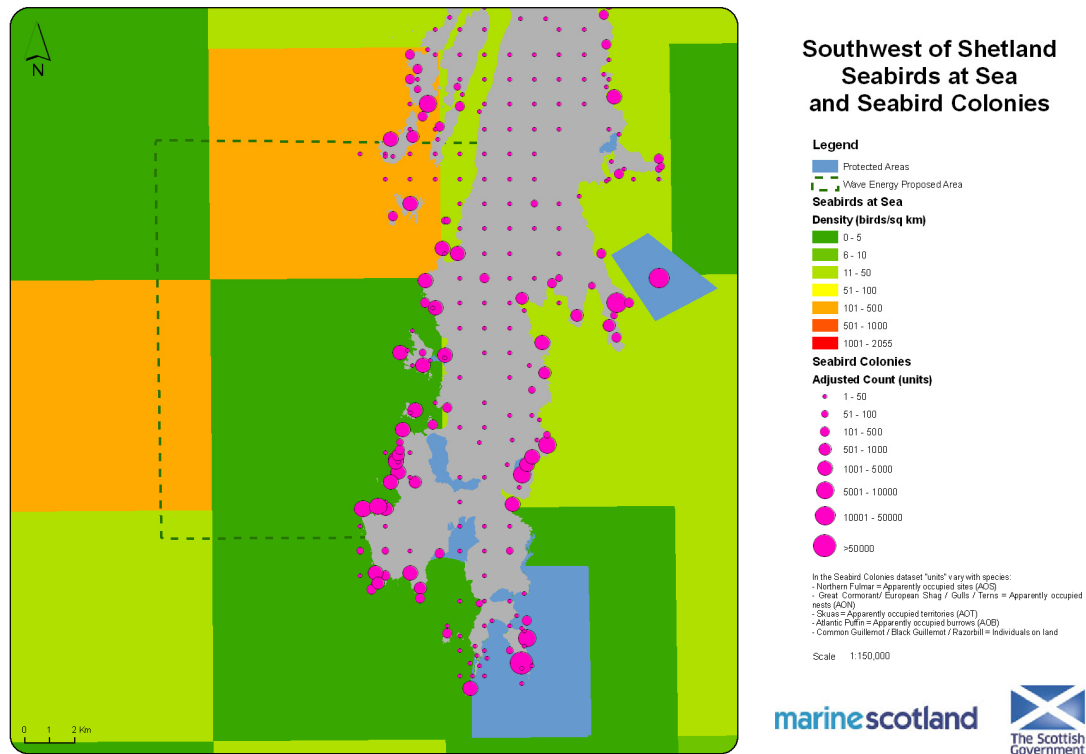 N
0 1 2 Km
Southwest of Shetland
Seabirds at Sea
and Seabird Colonies
Legend
Protected Areas
Wave Energy Proposed Area
Seabirds at Sea
Density (birds/sq km)
0 - 5
6 - 10
11 - 50
51 - 100
101 - 500
501 - 1000
1001 - 2055
Seabird Colonies
Adjusted Count (units)
1 - 50
51 - 100
101 - 500
501 - 1000
1001 - 5000
5001 - 10000
10001 - 50000
>50000
In the Seabird Colonies dataset "units" vary with species:
- Northern Fulmar = Apparently occupied sites (AOS)
- Great Cormorant/ European Shag / Gulls / Terns = Apparently occupied
nests (AON)
- Skuas = Apparently occupied territories (AOT)
- Atlantic Puffin = Apparently occupied burrows (AOB)
- Common Guillemot / Black Guillemot / Razorbill = Individuals on land
Scale 1:150,000
marinescotland
The Scottish
Government